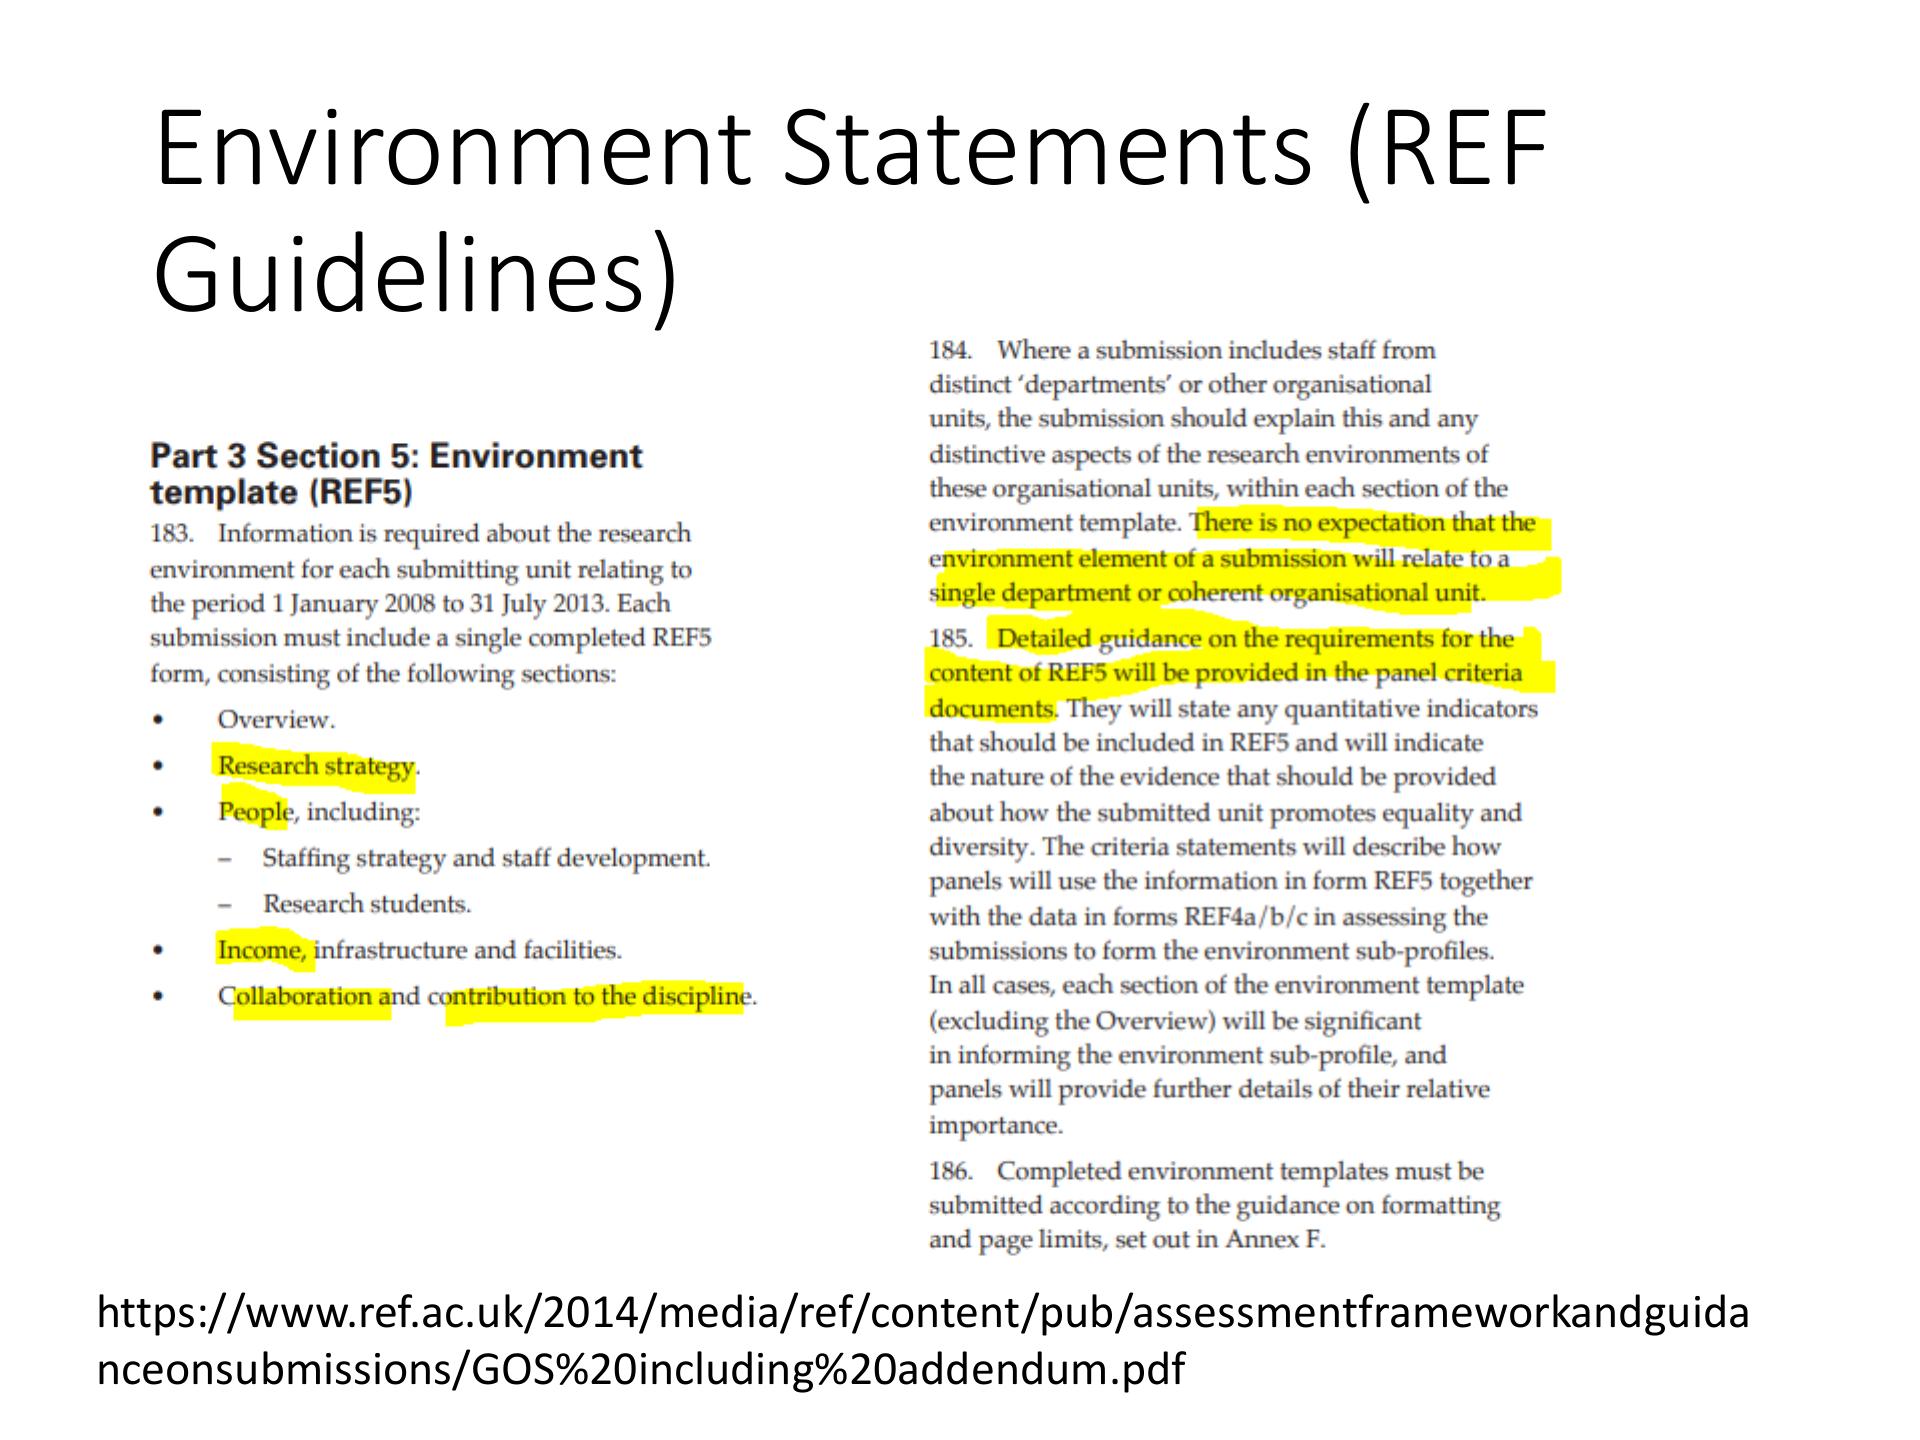 Environment Statements (REF
Guidelines)
Part 3 Section 5: Environment
template (REF5)
183. Information is required about the research
environment for each submitting unit relating to
the period 1 January 2008 to 31 July 2013. Each
submission must include a single completed REF5
form, consisting of the following sections:
• Overview.
• Research strategy.
• People, including:
– Staffing strategy and staff development.
– Research students.
• Income, infrastructure and facilities.
• Collaboration and contribution to the discipline.
184. Where a submission includes staff from
distinct ‘departments’ or other organisational
units, the submission should explain this and any
distinctive aspects of the research environments of
these organisational units, within each section of the
environment template. There is no expectation that the
environment element of a submission will relate to a
single department or coherent organisational unit.
185. Detailed guidance on the requirements for the
content of REF5 will be provided in the panel criteria
documents. They will state any quantitative indicators
that should be included in REF5 and will indicate
the nature of the evidence that should be provided
about how the submitted unit promotes equality and
diversity. The criteria statements will describe how
panels will use the information in form REF5 together
with the data in forms REF4a/b/c in assessing the
submissions to form the environment sub-profiles.
In all cases, each section of the environment template
(excluding the Overview) will be significant
in informing the environment sub-profile, and
panels will provide further details of their relative
importance.
186. Completed environment templates must be
submitted according to the guidance on formatting
and page limits, set out in Annex F.
https://www.ref.ac.uk/2014/media/ref/content/pub/assessmentframeworkandguida
nceonsubmissions/GOS%20including%20addendum.pdf